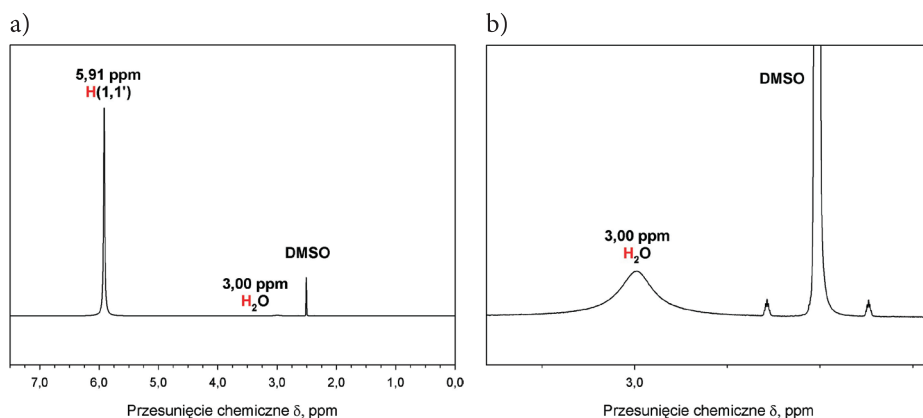 a)
5,91 ppm
H(1,1')
3,00 ppm
H₂O
DMSO
7,0 6,0 5,0 4,0 3,0 2,0 1,0 0,0
Przesunięcie chemiczne δ, ppm
b)
DMSO
3,00 ppm
H₂O
3,0
Przesunięcie chemiczne δ, ppm